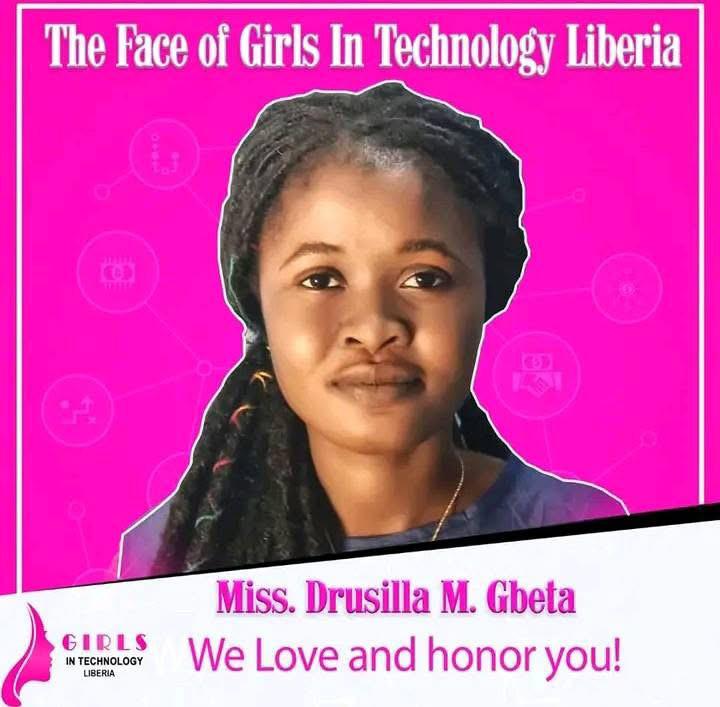 The Face of Girls In Technology Liberia
Miss. Drusilla M. Gbeta
GIRLS
IN TECHNOLOGY
LIBERIA
We Love and honor you!